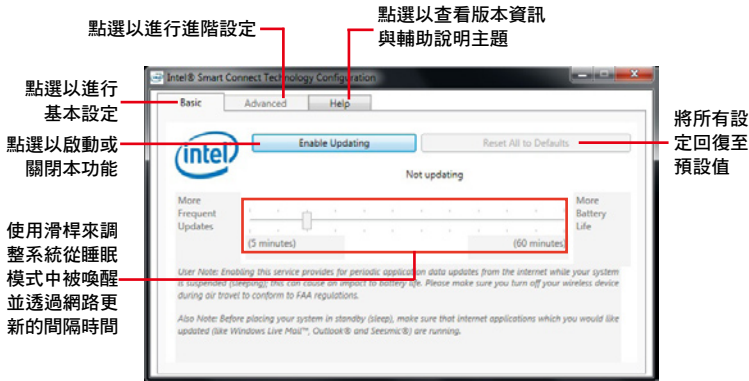 點選以進行進階設定
點選以查看版本資訊
與輔助說明主題
點選以進行
基本設定
點選以啟動或
關閉本功能
使用滑桿來調
整系統從睡眠
模式中被喚醒
並透過網路更
新的間隔時間
將所有設
定回復至
預設值
Intel® Smart Connect Technology Configuration
Basic
Advanced
Help
intel
Enable Updating
Reset All to Defaults
Not updating
More
Frequent
Updates
More
Battery
Life
(5 minutes)
(60 minutes)
User Note: Enabling this service provides for periodic application data updates from the internet while your system
is suspended (sleeping); this can cause an impact to battery life. Please make sure you turn off your wireless device
during air travel to conform to FAA regulations.
Also Note: Before placing your system in standby (sleep), make sure that internet applications which you would like
updated (like Windows Live Mail™, Outlook® and Seesmic®) are running.